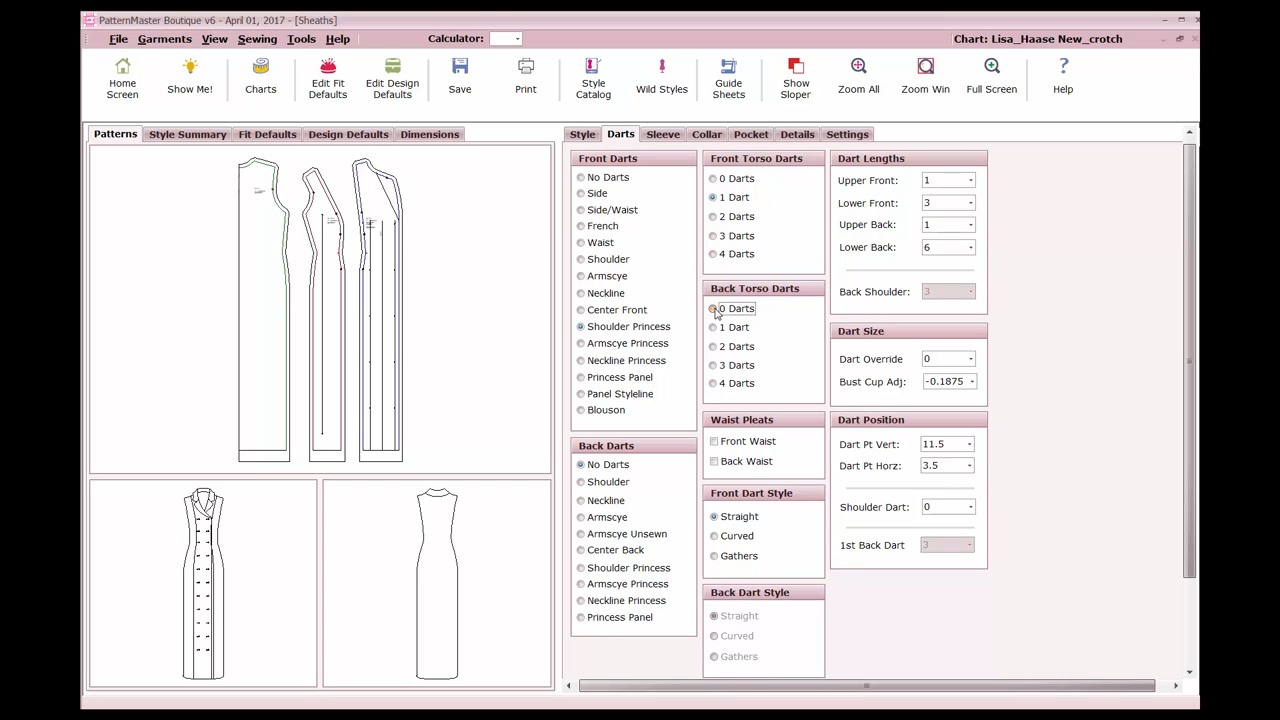 PatternMaster Boutique v6 - April 01, 2017 - [Sheaths]
File Garments View Sewing Tools Help Calculator: Chart: Lisa_Haase New_crotch
Home Screen
Show Me!
Charts
Edit Fit Defaults
Edit Design Defaults
Save
Print
Style Catalog
Wild Styles
Guide Sheets
Show Sloper
Zoom All
Zoom Win
Full Screen
Help
Patterns Style Summary Fit Defaults Design Defaults Dimensions
Style Darts Sleeve Collar Pocket Details Settings
Front Darts
No Darts
Side
Side/Waist
French
Waist
Shoulder
Armscye
Neckline
Center Front
Shoulder Princess
Armscye Princess
Neckline Princess
Princess Panel
Panel Styleline
Blouson
Back Darts
No Darts
Shoulder
Neckline
Armscye
Armscye Unsewn
Center Back
Shoulder Princess
Armscye Princess
Neckline Princess
Princess Panel
Front Torso Darts
0 Darts
1 Dart
2 Darts
3 Darts
4 Darts
Back Torso Darts
0 Darts
1 Dart
2 Darts
3 Darts
4 Darts
Waist Pleats
Front Waist
Back Waist
Front Dart Style
Straight
Curved
Gathers
Back Dart Style
Straight
Curved
Gathers
Dart Lengths
Upper Front: 1
Lower Front: 3
Upper Back: 1
Lower Back: 6
Back Shoulder: 3
Dart Size
Dart Override 0
Bust Cup Adj: -0.1875
Dart Position
Dart Pt Vert: 11.5
Dart Pt Horz: 3.5
Shoulder Dart: 0
1st Back Dart 3